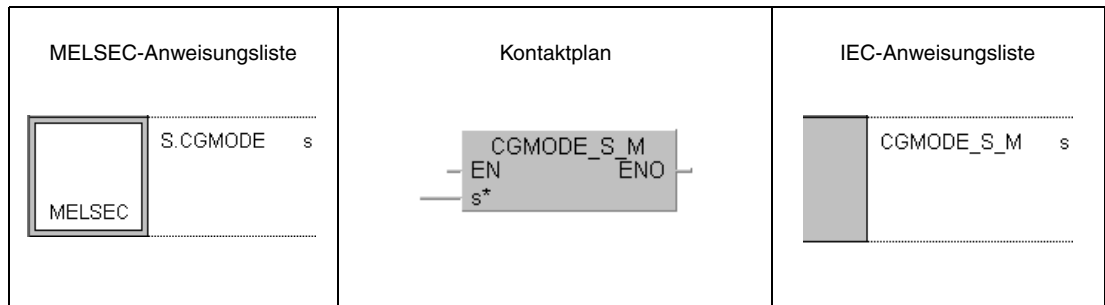 MELSEC-Anweisungsliste
MELSEC
S.CGMODE s
Kontaktplan
CGMODE_S_M
EN ENO
s*
IEC-Anweisungsliste
CGMODE_S_M s